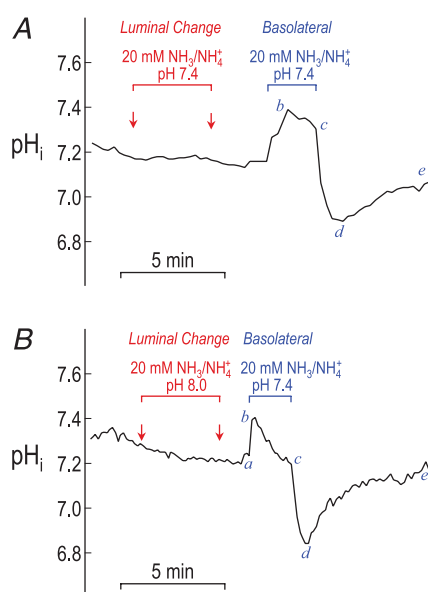 A
Luminal Change
Basolateral
20 mM NH₃/NH₄⁺
pH 7.4
20 mM NH₃/NH₄⁺
pH 7.4
7.6
7.4
7.2
7.0
6.8
pHᵢ
b
c
d
e
5 min
B
Luminal Change
Basolateral
20 mM NH₃/NH₄⁺
pH 8.0
20 mM NH₃/NH₄⁺
pH 7.4
7.6
7.4
7.2
7.0
6.8
pHᵢ
a
b
c
d
e
5 min